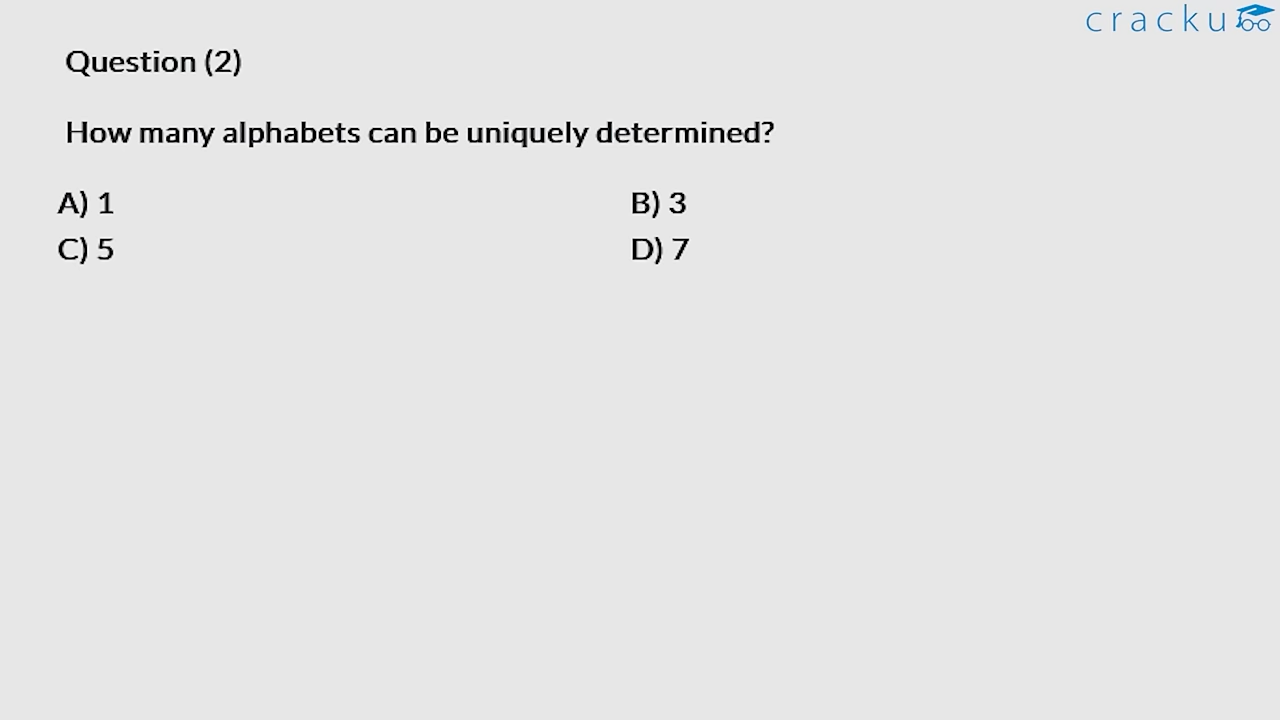 cracku
Question (2)
How many alphabets can be uniquely determined?
A) 1 B) 3
C) 5 D) 7